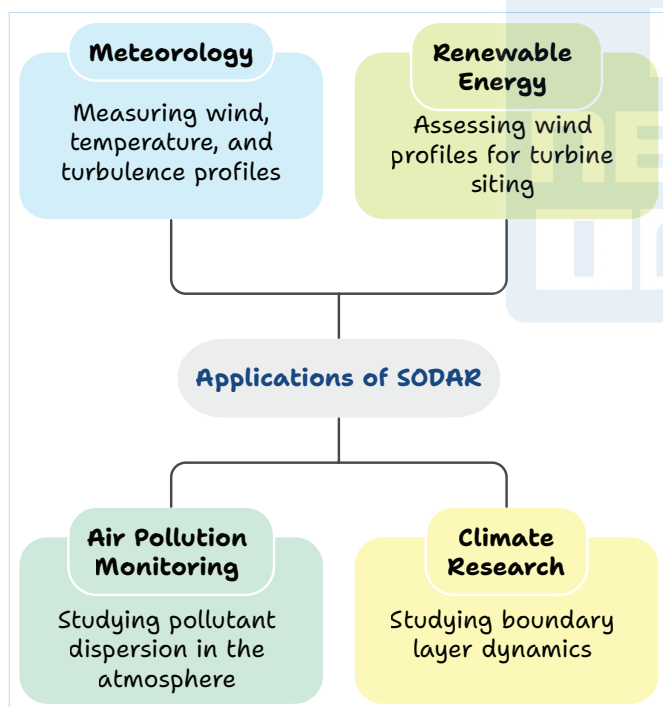 Meteorology
Measuring wind,
temperature, and
turbulence profiles
Renewable
Energy
Assessing wind
profiles for turbine
siting
Applications of SODAR
Air Pollution
Monitoring
Studying pollutant
dispersion in the
atmosphere
Climate
Research
Studying boundary
layer dynamics